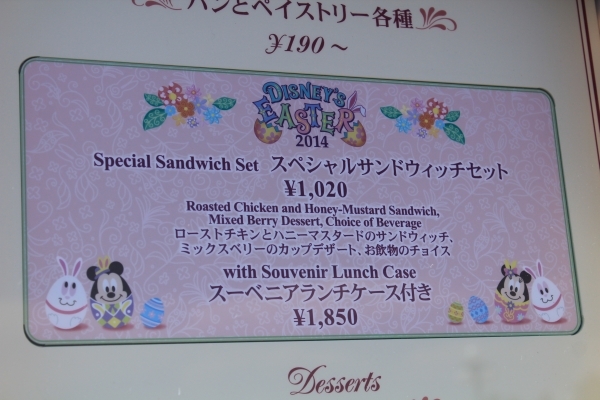 パンとペイストリー各種
¥190～
DISNEY'S
EASTER
2014
Special Sandwich Set スペシャルサンドウィッチセット
¥1,020
Roasted Chicken and Honey-Mustard Sandwich,
Mixed Berry Dessert, Choice of Beverage
ローストチキンとハニーマスタードのサンドウィッチ、
ミックスベリーのカップデザート、お飲物のチョイス
with Souvenir Lunch Case
スーベニアランチケース付き
¥1,850
Desserts